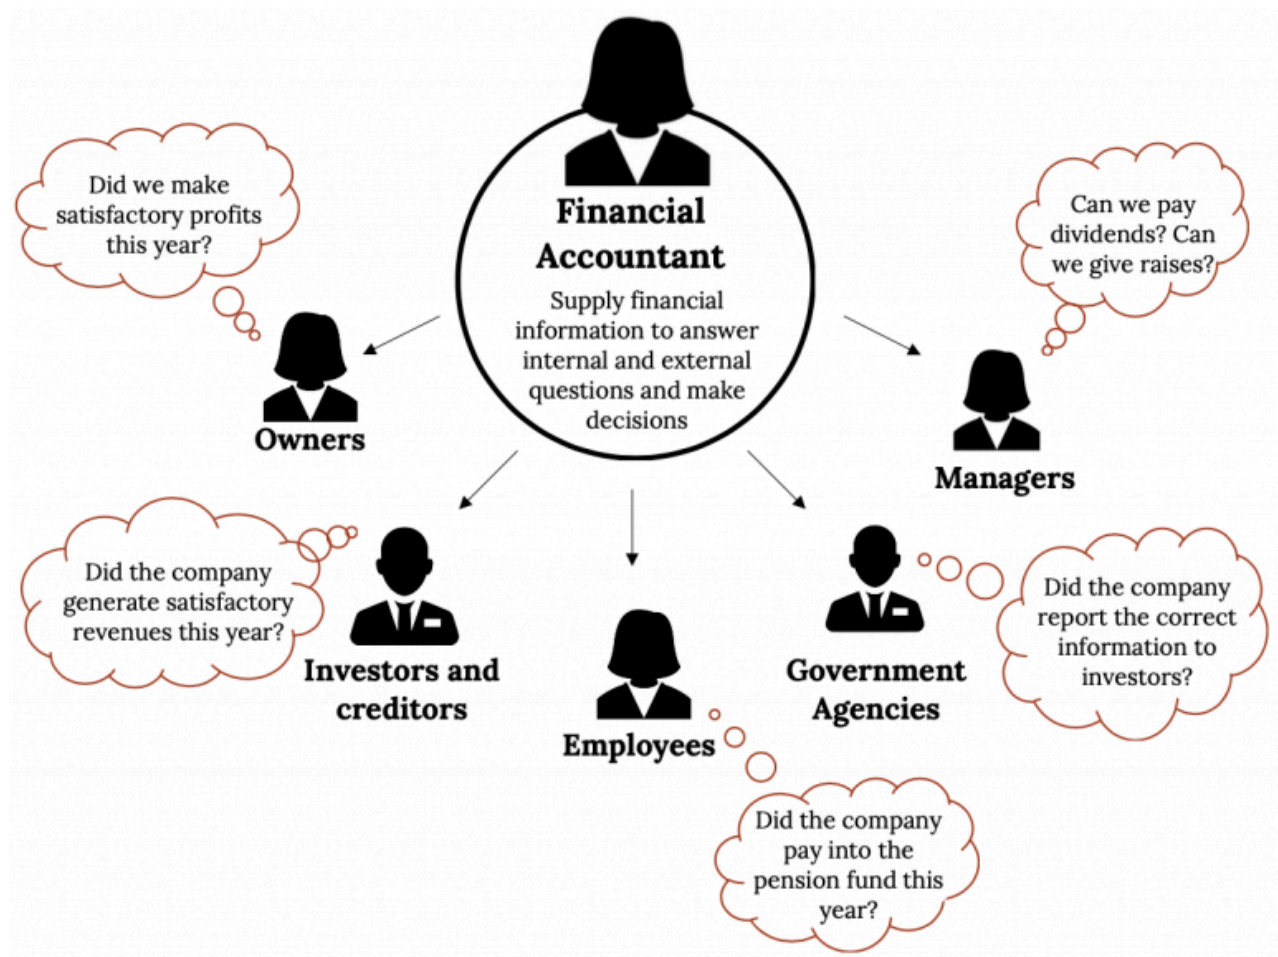 Financial
Accountant
Supply financial
information to answer
internal and external
questions and make
decisions
Did we make
satisfactory profits
this year?
Owners
Can we pay
dividends? Can
we give raises?
Managers
Did the company
generate satisfactory
revenues this year?
Investors and
creditors
Employees
Did the company
pay into the
pension fund this
year?
Government
Agencies
Did the company
report the correct
information to
investors?